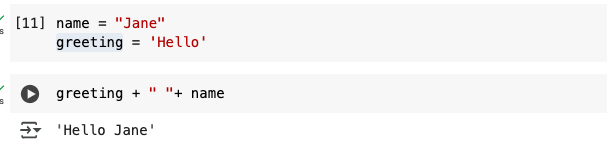 [11] name = "Jane"
greeting = 'Hello'
greeting + " "+ name
'Hello Jane'